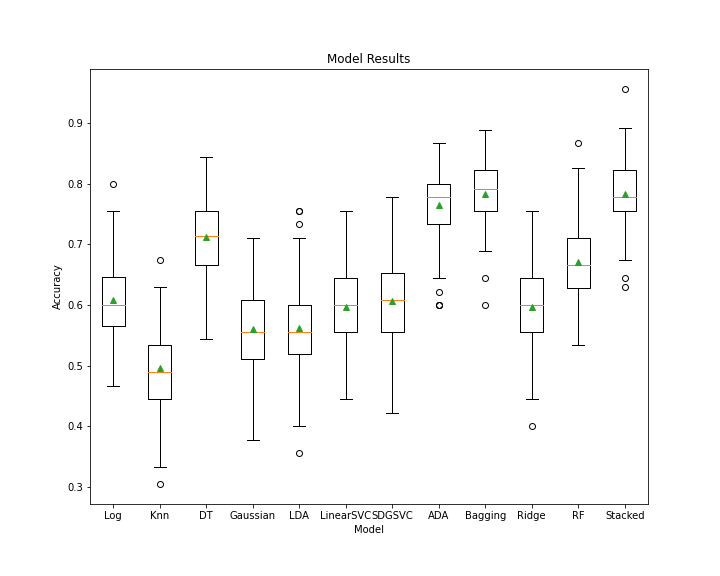 Model Results
Accuracy
0.9
0.8
0.7
0.6
0.5
0.4
0.3
Log Knn DT Gaussian LDA LinearSVC SDGSVC ADA Bagging Ridge RF Stacked
Model